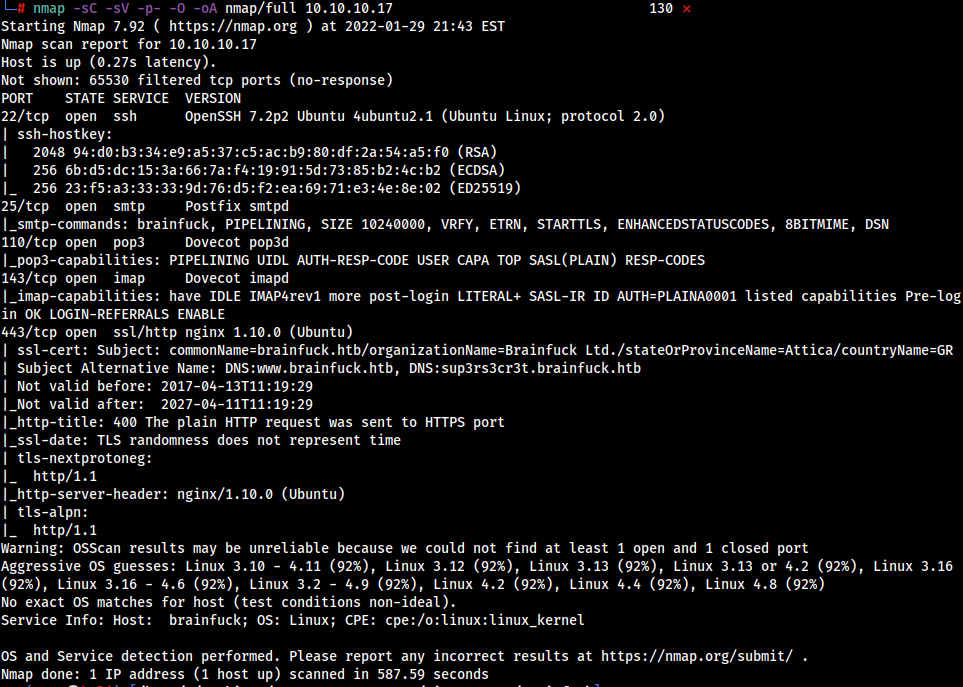 └─# nmap -sC -sV -p- -O -oA nmap/full 10.10.10.17 130 ⨯
Starting Nmap 7.92 ( https://nmap.org ) at 2022-01-29 21:43 EST
Nmap scan report for 10.10.10.17
Host is up (0.27s latency).
Not shown: 65530 filtered tcp ports (no-response)
PORT    STATE SERVICE  VERSION
22/tcp  open  ssh      OpenSSH 7.2p2 Ubuntu 4ubuntu2.1 (Ubuntu Linux; protocol 2.0)
| ssh-hostkey:
|   2048 94:d0:b3:34:e9:a5:37:c5:ac:b9:80:df:2a:54:a5:f0 (RSA)
|   256 6b:d5:dc:15:3a:66:7a:f4:19:91:5d:73:85:b2:4c:b2 (ECDSA)
|_  256 23:f5:a3:33:33:9d:76:d5:f2:ea:69:71:e3:4e:8e:02 (ED25519)
25/tcp  open  smtp     Postfix smtpd
|_smtp-commands: brainfuck, PIPELINING, SIZE 10240000, VRFY, ETRN, STARTTLS, ENHANCEDSTATUSCODES, 8BITMIME, DSN
110/tcp open  pop3     Dovecot pop3d
|_pop3-capabilities: PIPELINING UIDL AUTH-RESP-CODE USER CAPA TOP SASL(PLAIN) RESP-CODES
143/tcp open  imap     Dovecot imapd
|_imap-capabilities: have IDLE IMAP4rev1 more post-login LITERAL+ SASL-IR ID AUTH=PLAINA0001 listed capabilities Pre-log
in OK LOGIN-REFERRALS ENABLE
443/tcp open  ssl/http nginx 1.10.0 (Ubuntu)
| ssl-cert: Subject: commonName=brainfuck.htb/organizationName=Brainfuck Ltd./stateOrProvinceName=Attica/countryName=GR
| Subject Alternative Name: DNS:www.brainfuck.htb, DNS:sup3rs3cr3t.brainfuck.htb
| Not valid before: 2017-04-13T11:19:29
|_Not valid after:  2027-04-11T11:19:29
|_http-title: 400 The plain HTTP request was sent to HTTPS port
|_ssl-date: TLS randomness does not represent time
| tls-nextprotoneg:
|_  http/1.1
|_http-server-header: nginx/1.10.0 (Ubuntu)
| tls-alpn:
|_  http/1.1
Warning: OSScan results may be unreliable because we could not find at least 1 open and 1 closed port
Aggressive OS guesses: Linux 3.10 - 4.11 (92%), Linux 3.12 (92%), Linux 3.13 (92%), Linux 3.13 or 4.2 (92%), Linux 3.16
(92%), Linux 3.16 - 4.6 (92%), Linux 3.2 - 4.9 (92%), Linux 4.2 (92%), Linux 4.4 (92%), Linux 4.8 (92%)
No exact OS matches for host (test conditions non-ideal).
Service Info: Host:  brainfuck; OS: Linux; CPE: cpe:/o:linux:linux_kernel
OS and Service detection performed. Please report any incorrect results at https://nmap.org/submit/ .
Nmap done: 1 IP address (1 host up) scanned in 587.59 seconds